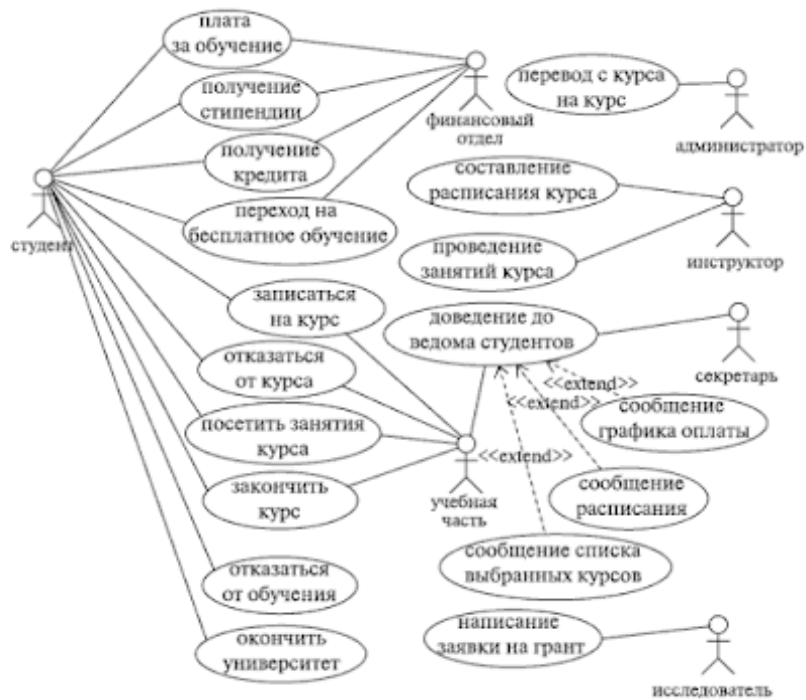 плата
за обучение
получение
стипендии
получение
кредита
переход на
бесплатное обучение
студент
финансовый
отдел
перевод с курса
на курс
администратор
составление
расписания курса
проведение
занятий курса
инструктор
записаться
на курс
отказаться
от курса
посетить занятия
курса
закончить
курс
учебная
часть
отказаться
от обучения
окончить
университет
доведение до
ведома студентов
секретарь
<<extend>>
<<extend>>
<<extend>>
сообщение
графика оплаты
сообщение
расписания
сообщение списка
выбранных курсов
написание
заявки на грант
исследователь